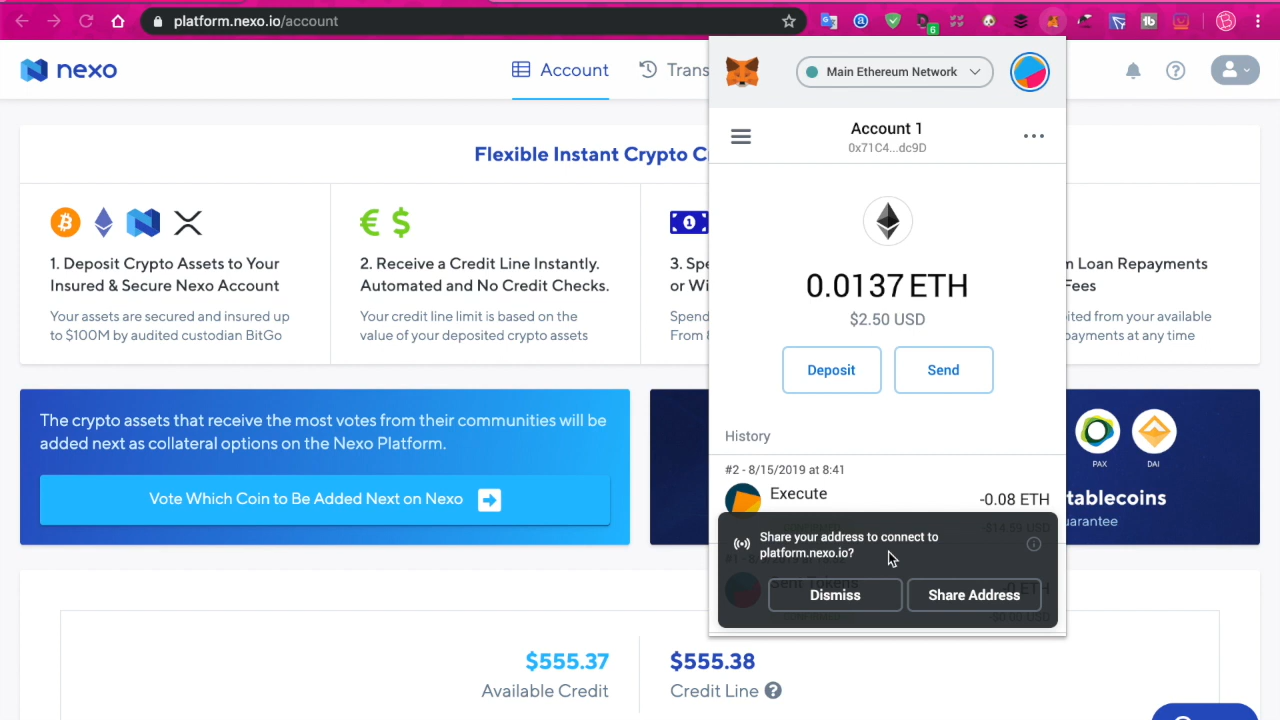 platform.nexo.io/account
6
nexo
Account
Trans
Main Ethereum Network
Account 1
0x71C4...dc9D
Flexible Instant Crypto C
1. Deposit Crypto Assets to Your
Insured & Secure Nexo Account
Your assets are secured and insured up
to $100M by audited custodian BitGo
2. Receive a Credit Line Instantly.
Automated and No Credit Checks.
Your credit line limit is based on the
value of your deposited crypto assets
3. Spe
or Wi
Spend
From
0.0137 ETH
$2.50 USD
Deposit
Send
Loan Repayments
Fees
ited from your available
payments at any time
The crypto assets that receive the most votes from their communities will be
added next as collateral options on the Nexo Platform.
Vote Which Coin to Be Added Next on Nexo
History
#2 - 8/15/2019 at 8:41
Execute
-0.08 ETH
$14.59 USD
Share your address to connect to
platform.nexo.io?
Sent Tokens
Dismiss
Share Address
PAX
DAI
tablecoins
uarantee
$555.37
Available Credit
$555.38
Credit Line